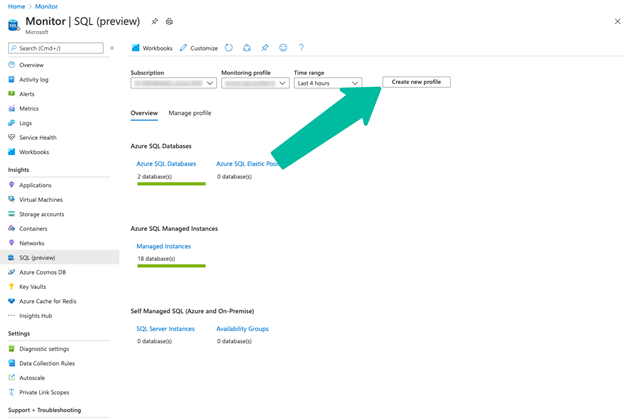 Home > Monitor
Monitor | SQL (preview)
Microsoft
Search (Cmd+/)
Overview
Activity log
Alerts
Metrics
Logs
Service Health
Workbooks
Insights
Applications
Virtual Machines
Storage accounts
Containers
Networks
SQL (preview)
Azure Cosmos DB
Key Vaults
Azure Cache for Redis
Insights Hub
Settings
Diagnostic settings
Data Collection Rules
Autoscale
Private Link Scopes
Support + Troubleshooting
Workbooks Customize
Subscription Monitoring profile Time range
Last 4 hours Create new profile
Overview Manage profile
Azure SQL Databases
Azure SQL Databases Azure SQL Elastic
2 database(s) 0 database(s)
Azure SQL Managed Instances
Managed Instances
18 database(s)
Self Managed SQL (Azure and On-Premise)
SQL Server Instances Availability Groups
0 database(s) 0 database(s)